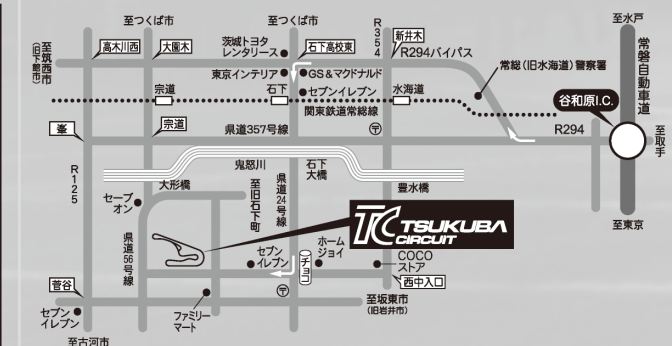 至つくば市
至つくば市
至水戸
至筑西市
(旧下館市)
高木川西
大園木
茨城トヨタ
レンタリース
石下高校東
R354
新井木
R294バイパス
常磐自動車道
東京インテリア
GS&マクドナルド
常総(旧水海道)警察署
宗道
石下
セブンイレブン
水海道
谷和原I.C.
関東鉄道常総線
峯
宗道
県道357号線
〒
R294
至取手
鬼怒川
石下
大橋
R125
大形橋
豊水橋
セーブ
オン
至旧石下町
県道24号線
至東京
TC TSUKUBA
CIRCUIT
県道56号線
セブン
イレブン
チョコ
ホーム
ジョイ
COCO
ストア
菅谷
西中入口
〒
セブン
イレブン
ファミリー
マート
至坂東市
(旧岩井市)
至古河市